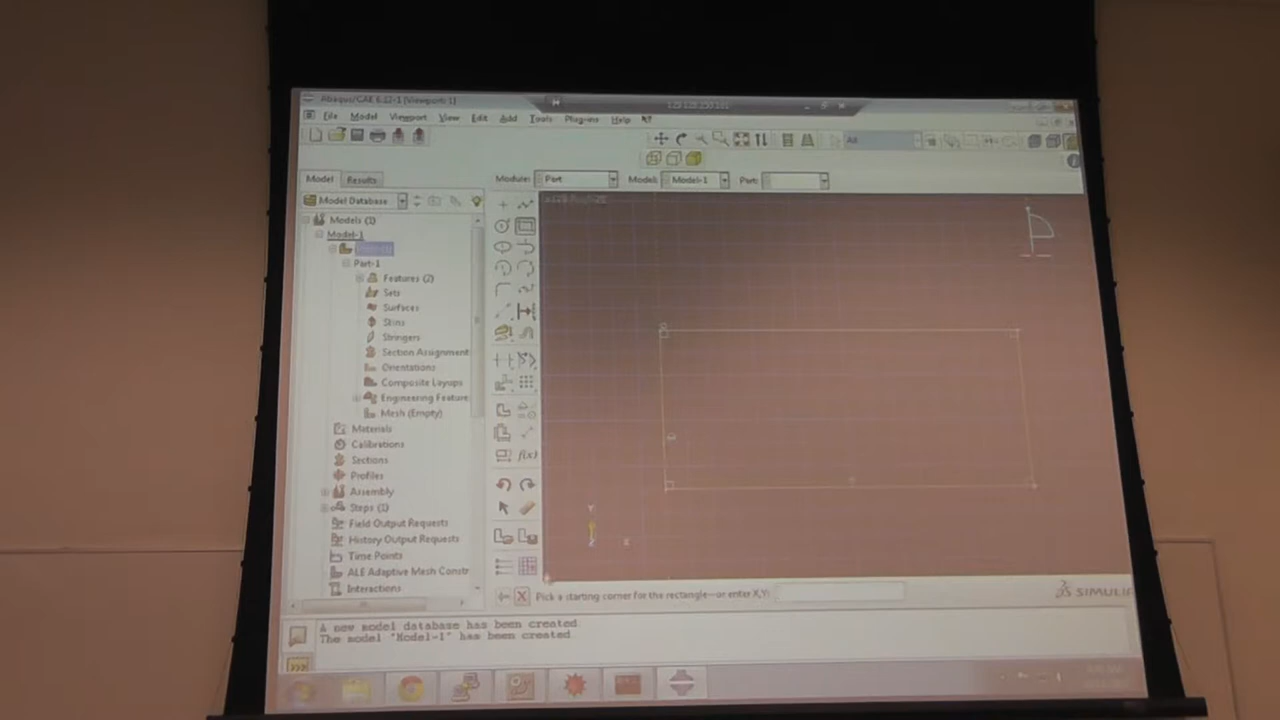 Abaqus/CAE 6.12-1 [Viewport: 1]
File Model Viewport View Edit Add Tools Plug-ins Help
All
Model Results
Module: Part Model: Model-1 Part:
Model Database
Models (1)
Model-1
Part-1
Features (2)
Sets
Surfaces
Skins
Stringers
Section Assignment
Orientations
Composite Layups
Engineering Feature
Mesh (Empty)
Materials
Calibrations
Sections
Profiles
Assembly
Steps (1)
Field Output Requests
History Output Requests
Time Points
ALE Adaptive Mesh Constr
Interactions
f(x)
Y
Pick a starting corner for the rectangle--or enter X,Y:
SIMULI
A new model database has been created
The model "Model-1" has been created
>>>